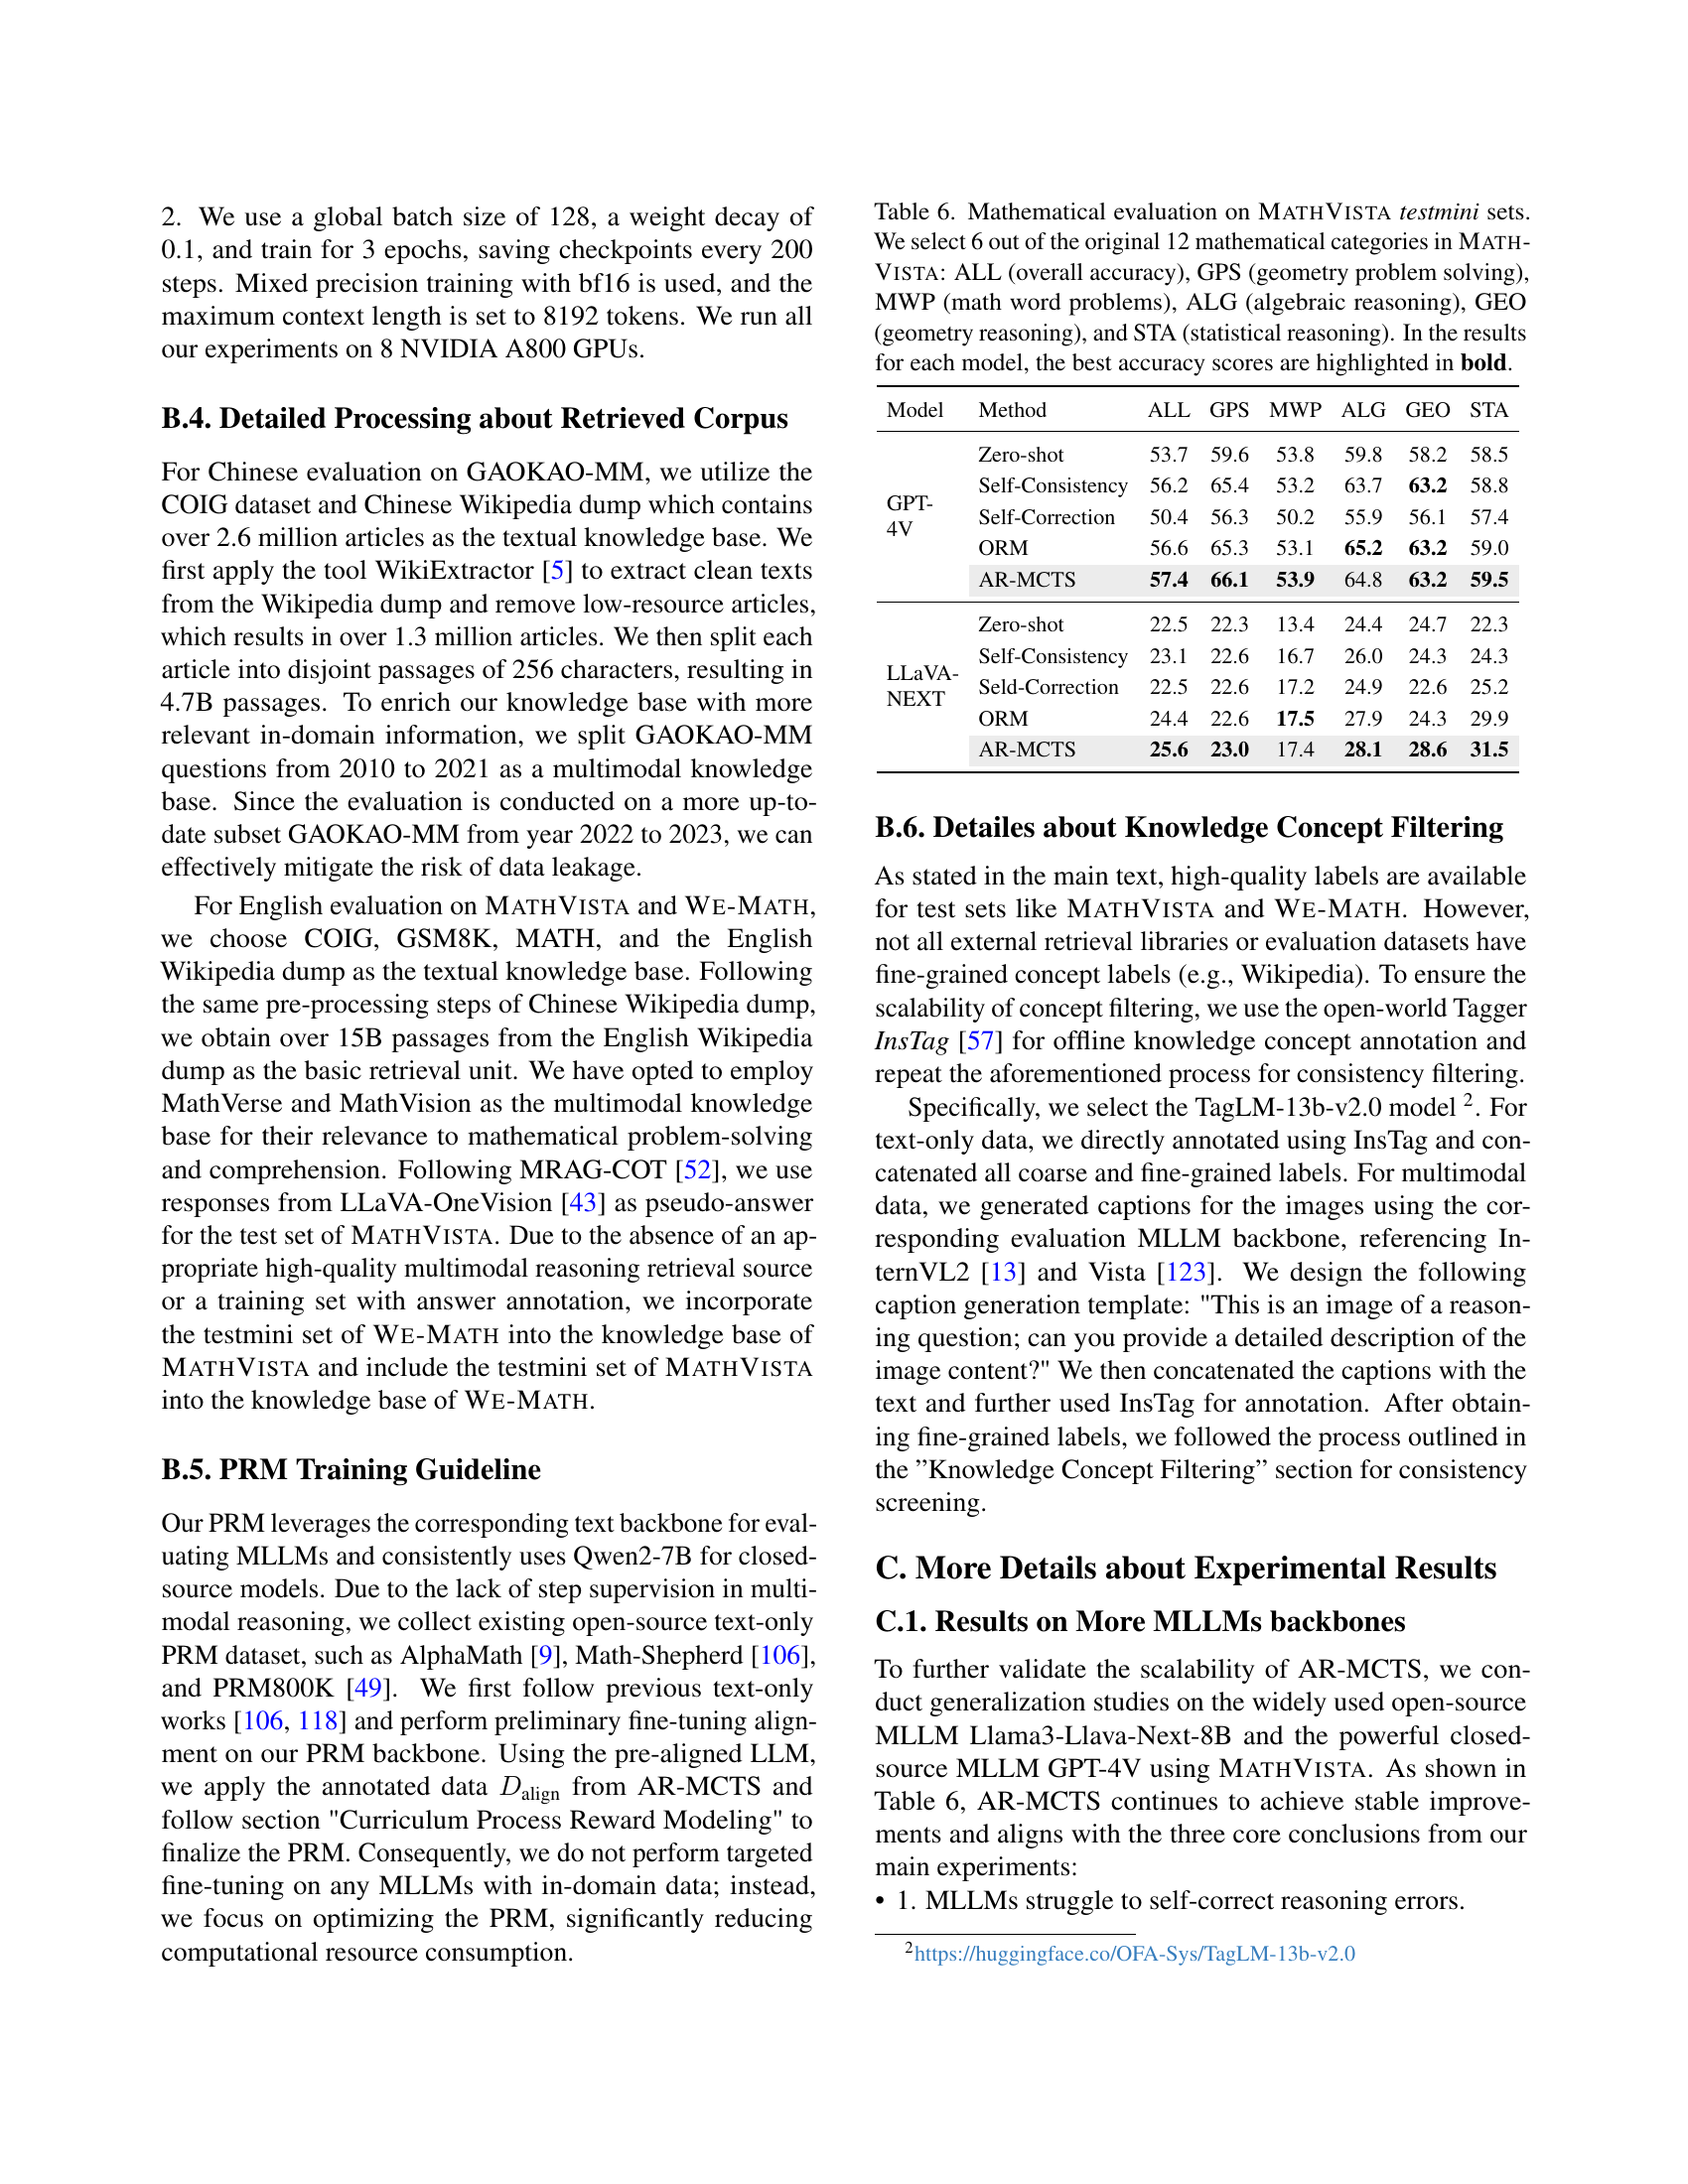 2. We use a global batch size of 128, a weight decay of
0.1, and train for 3 epochs, saving checkpoints every 200
steps. Mixed precision training with bf16 is used, and the
maximum context length is set to 8192 tokens. We run all
our experiments on 8 NVIDIA A800 GPUs.
B.4. Detailed Processing about Retrieved Corpus
For Chinese evaluation on GAOKAO-MM, we utilize the
COIG dataset and Chinese Wikipedia dump which contains
over 2.6 million articles as the textual knowledge base. We
first apply the tool WikiExtractor [5] to extract clean texts
from the Wikipedia dump and remove low-resource articles,
which results in over 1.3 million articles. We then split each
article into disjoint passages of 256 characters, resulting in
4.7B passages. To enrich our knowledge base with more
relevant in-domain information, we split GAOKAO-MM
questions from 2010 to 2021 as a multimodal knowledge
base. Since the evaluation is conducted on a more up-to-
date subset GAOKAO-MM from year 2022 to 2023, we can
effectively mitigate the risk of data leakage.
For English evaluation on MATHVISTA and WE-MATH,
we choose COIG, GSM8K, MATH, and the English
Wikipedia dump as the textual knowledge base. Following
the same pre-processing steps of Chinese Wikipedia dump,
we obtain over 15B passages from the English Wikipedia
dump as the basic retrieval unit. We have opted to employ
MathVerse and MathVision as the multimodal knowledge
base for their relevance to mathematical problem-solving
and comprehension. Following MRAG-COT [52], we use
responses from LLaVA-OneVision [43] as pseudo-answer
for the test set of MATHVISTA. Due to the absence of an ap-
propriate high-quality multimodal reasoning retrieval source
or a training set with answer annotation, we incorporate
the testmini set of WE-MATH into the knowledge base of
MATHVISTA and include the testmini set of MATHVISTA
into the knowledge base of WE-MATH.
B.5. PRM Training Guideline
Our PRM leverages the corresponding text backbone for eval-
uating MLLMs and consistently uses Qwen2-7B for closed-
source models. Due to the lack of step supervision in multi-
modal reasoning, we collect existing open-source text-only
PRM dataset, such as AlphaMath [9], Math-Shepherd [106],
and PRM800K [49]. We first follow previous text-only
works [106, 118] and perform preliminary fine-tuning align-
ment on our PRM backbone. Using the pre-aligned LLM,
we apply the annotated data Dalign from AR-MCTS and
follow section "Curriculum Process Reward Modeling" to
finalize the PRM. Consequently, we do not perform targeted
fine-tuning on any MLLMs with in-domain data; instead,
we focus on optimizing the PRM, significantly reducing
computational resource consumption.
Table 6. Mathematical evaluation on MATHVISTA testmini sets.
We select 6 out of the original 12 mathematical categories in MATH-
VISTA: ALL (overall accuracy), GPS (geometry problem solving),
MWP (math word problems), ALG (algebraic reasoning), GEO
(geometry reasoning), and STA (statistical reasoning). In the results
for each model, the best accuracy scores are highlighted in bold.
Model Method ALL GPS MWP ALG GEO STA
GPT-
4V
Zero-shot 53.7 59.6 53.8 59.8 58.2 58.5
Self-Consistency 56.2 65.4 53.2 63.7 63.2 58.8
Self-Correction 50.4 56.3 50.2 55.9 56.1 57.4
ORM 56.6 65.3 53.1 65.2 63.2 59.0
AR-MCTS 57.4 66.1 53.9 64.8 63.2 59.5
LLaVA-
NEXT
Zero-shot 22.5 22.3 13.4 24.4 24.7 22.3
Self-Consistency 23.1 22.6 16.7 26.0 24.3 24.3
Seld-Correction 22.5 22.6 17.2 24.9 22.6 25.2
ORM 24.4 22.6 17.5 27.9 24.3 29.9
AR-MCTS 25.6 23.0 17.4 28.1 28.6 31.5
B.6. Detailes about Knowledge Concept Filtering
As stated in the main text, high-quality labels are available
for test sets like MATHVISTA and WE-MATH. However,
not all external retrieval libraries or evaluation datasets have
fine-grained concept labels (e.g., Wikipedia). To ensure the
scalability of concept filtering, we use the open-world Tagger
InsTag [57] for offline knowledge concept annotation and
repeat the aforementioned process for consistency filtering.
Specifically, we select the TagLM-13b-v2.0 model 2. For
text-only data, we directly annotated using InsTag and con-
catenated all coarse and fine-grained labels. For multimodal
data, we generated captions for the images using the cor-
responding evaluation MLLM backbone, referencing In-
ternVL2 [13] and Vista [123]. We design the following
caption generation template: "This is an image of a reason-
ing question; can you provide a detailed description of the
image content?" We then concatenated the captions with the
text and further used InsTag for annotation. After obtain-
ing fine-grained labels, we followed the process outlined in
the ”Knowledge Concept Filtering” section for consistency
screening.
C. More Details about Experimental Results
C.1. Results on More MLLMs backbones
To further validate the scalability of AR-MCTS, we con-
duct generalization studies on the widely used open-source
MLLM Llama3-Llava-Next-8B and the powerful closed-
source MLLM GPT-4V using MATHVISTA. As shown in
Table 6, AR-MCTS continues to achieve stable improve-
ments and aligns with the three core conclusions from our
main experiments:
• 1. MLLMs struggle to self-correct reasoning errors.
2https://huggingface.co/OFA-Sys/TagLM-13b-v2.0